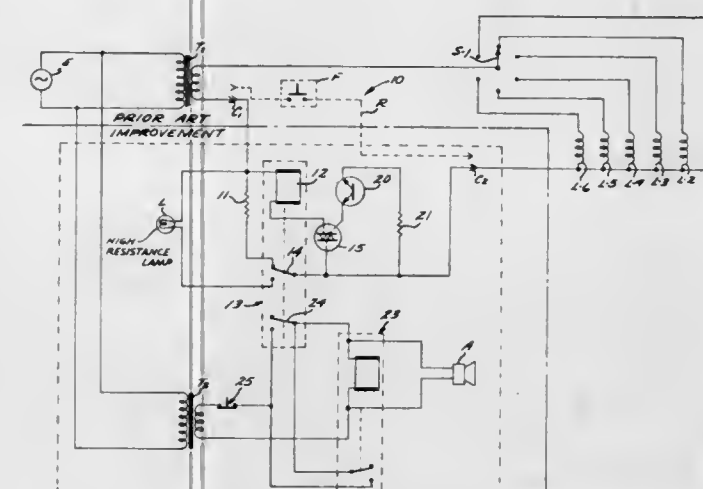 6
T1
S-1
F
10
C1
R
PRIOR ART
IMPROVEMENT
12
20
C2
L-6 L-5 L-4 L-3 L-2
L
11
21
15
HIGH
RESISTANCE
LAMP
14
13
24
23
A
T2
25